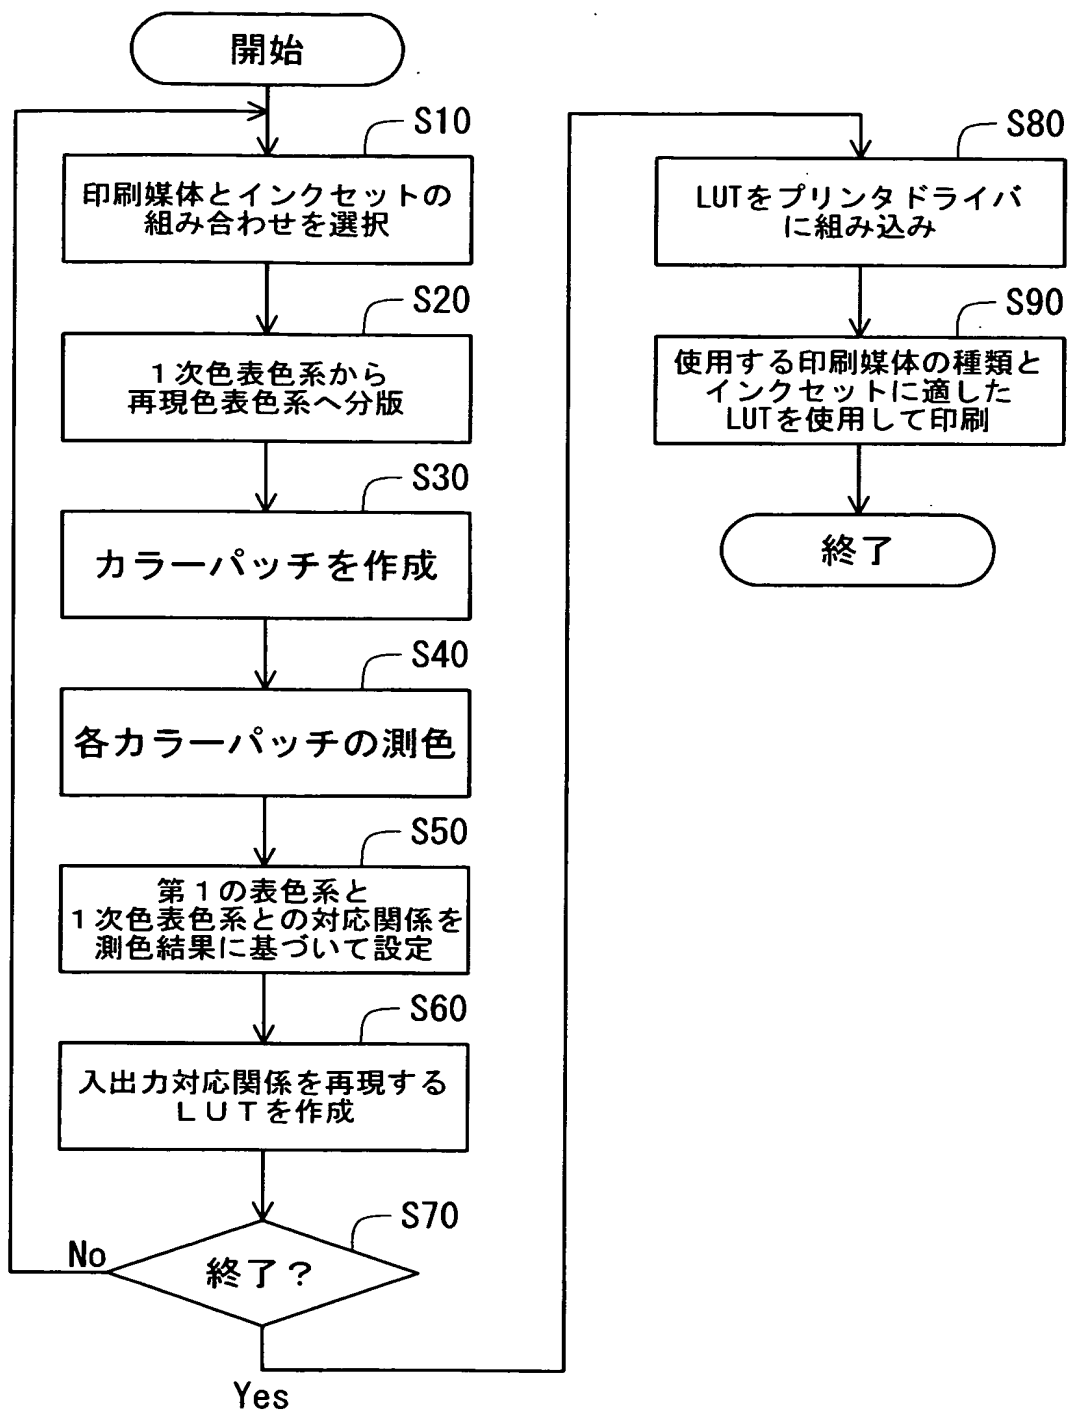 開始
S10
印刷媒体とインクセットの
組み合わせを選択
S20
１次色表色系から
再現色表色系へ分版
S30
カラーパッチを作成
S40
各カラーパッチの測色
S50
第１の表色系と
１次色表色系との対応関係を
測色結果に基づいて設定
S60
入出力対応関係を再現する
ＬＵＴを作成
S70
終了？
No
Yes
S80
LUTをプリンタドライバ
に組み込み
S90
使用する印刷媒体の種類と
インクセットに適した
LUTを使用して印刷
終了